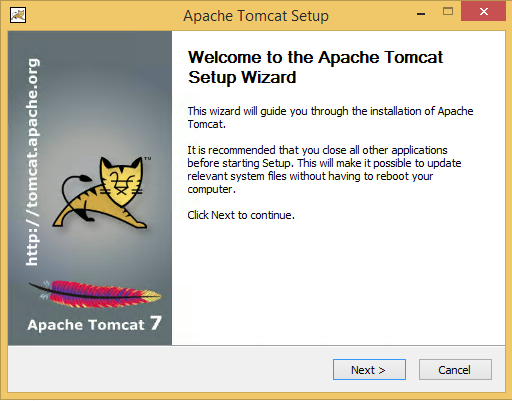 Apache Tomcat Setup
http://tomcat.apache.org
TM
Apache Tomcat 7
Welcome to the Apache Tomcat
Setup Wizard
This wizard will guide you through the installation of Apache
Tomcat.
It is recommended that you close all other applications
before starting Setup. This will make it possible to update
relevant system files without having to reboot your
computer.
Click Next to continue.
Next >
Cancel